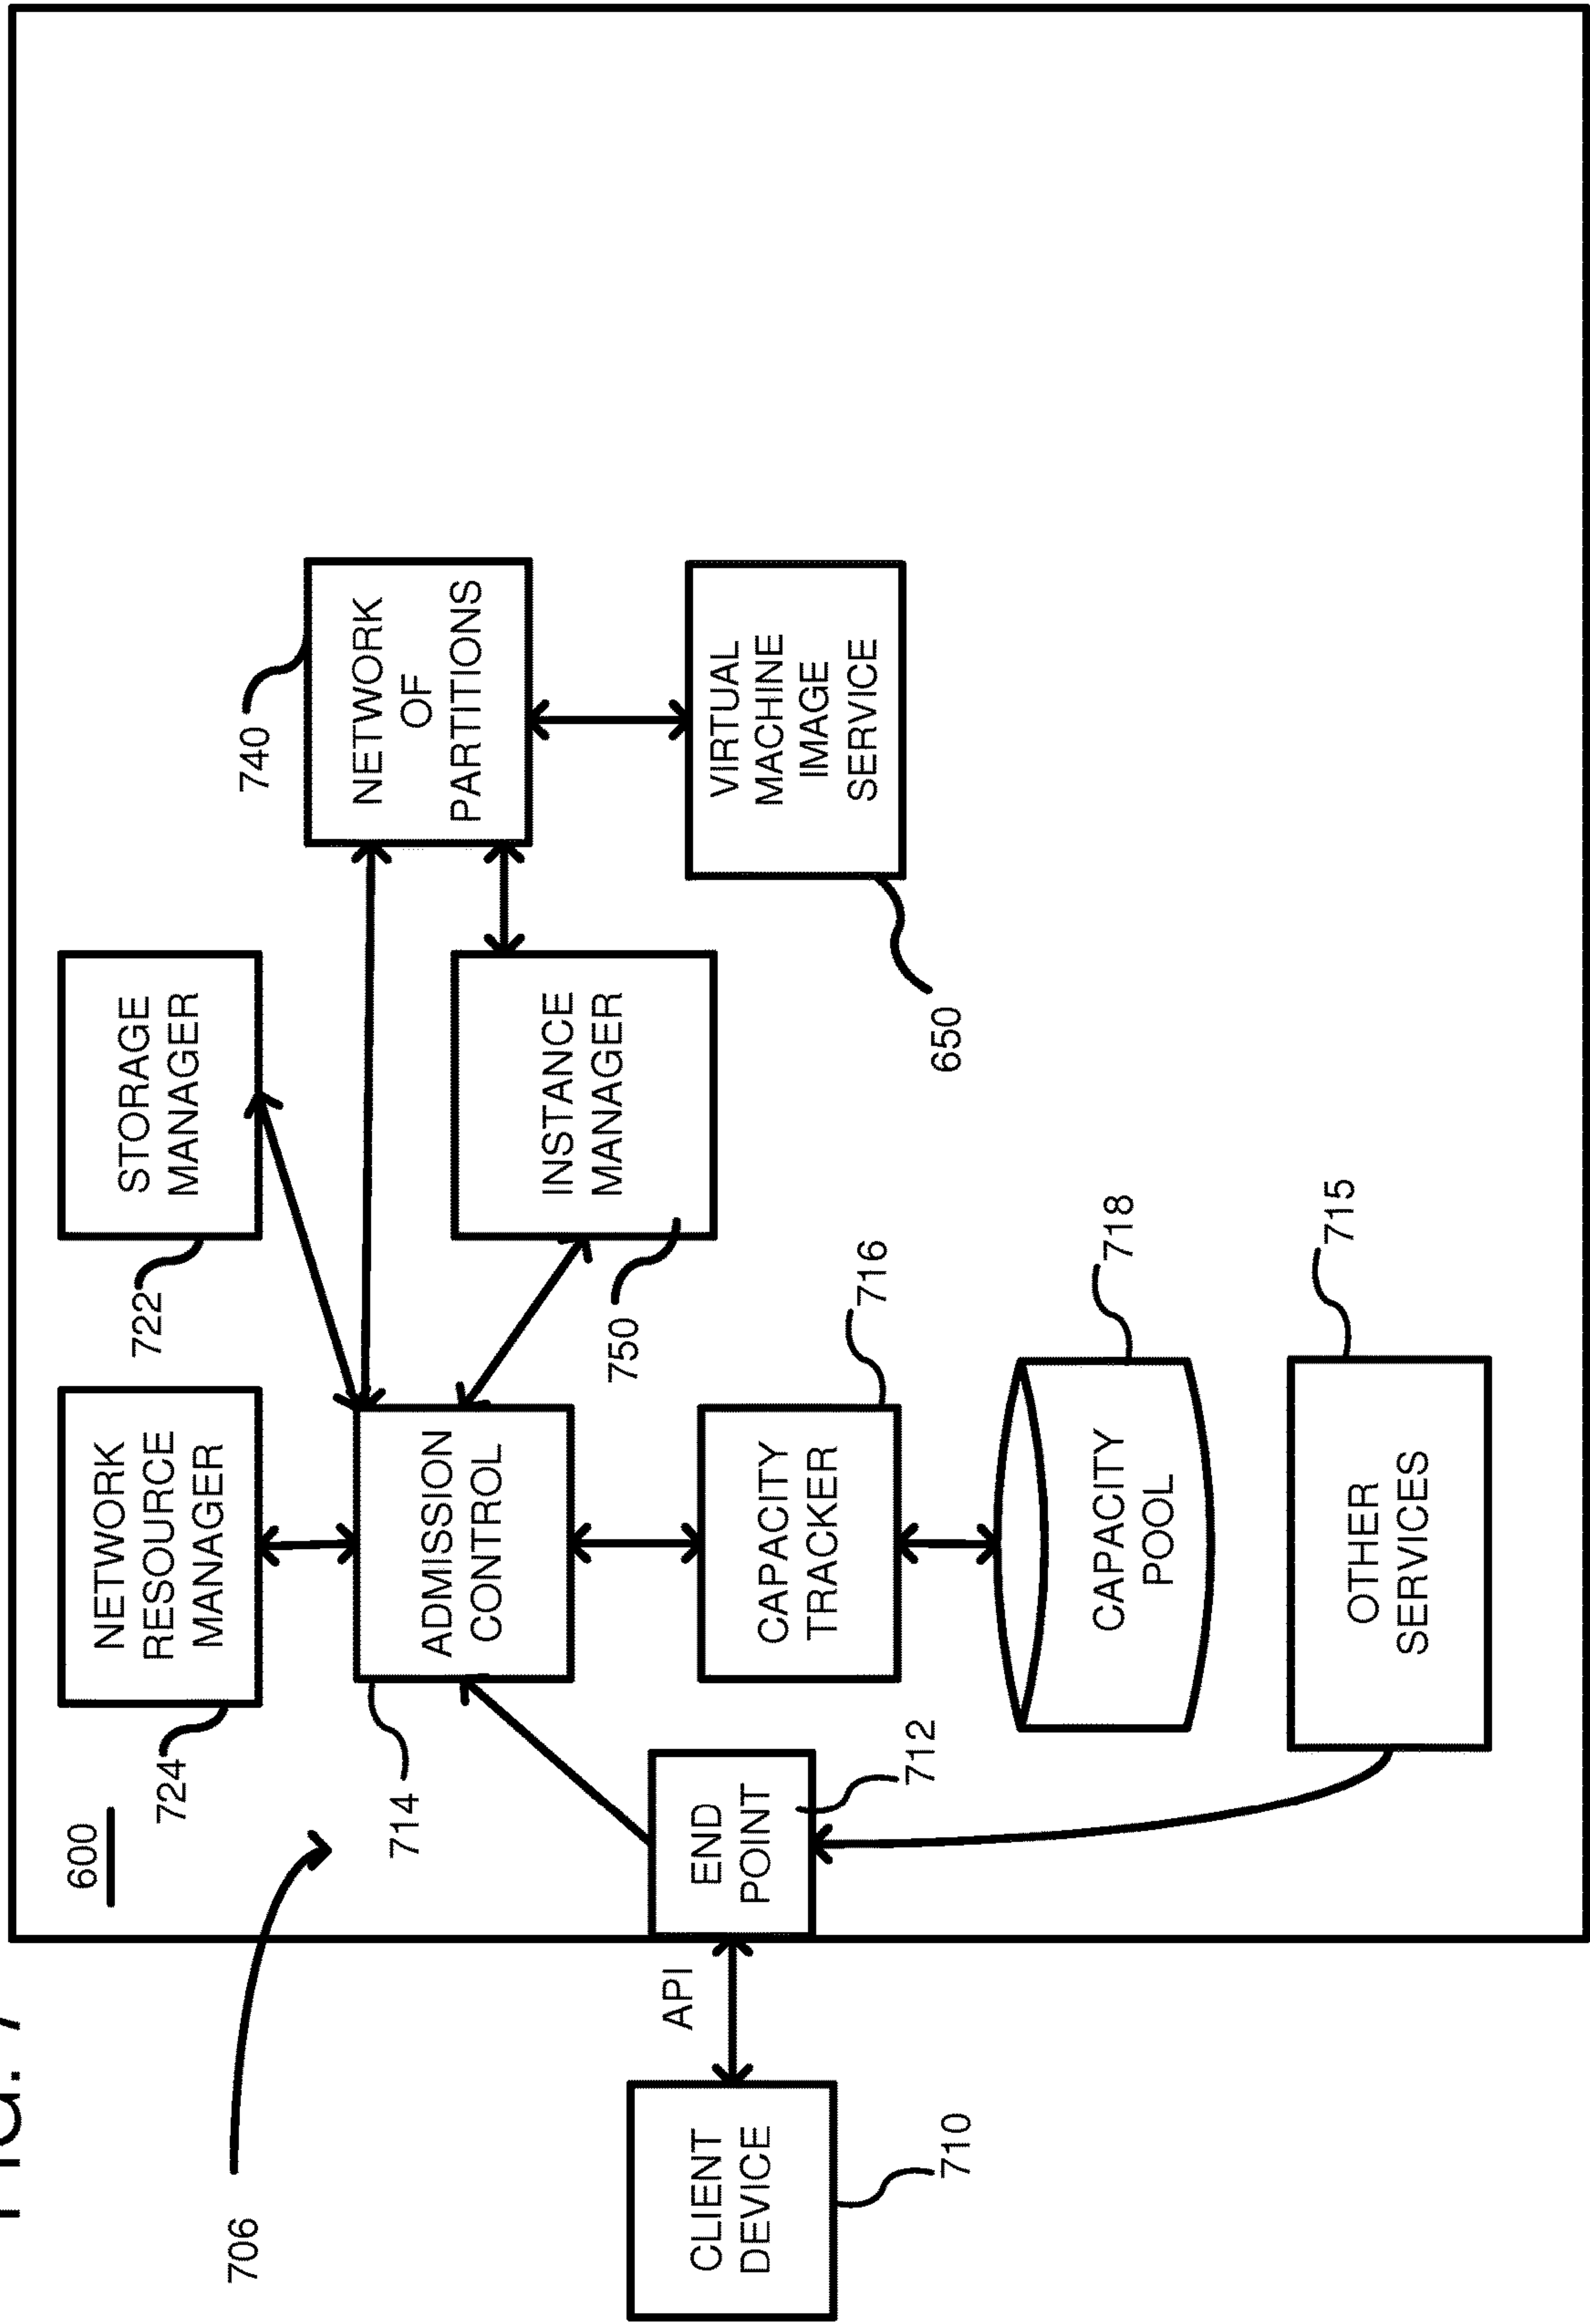 600
NETWORK
RESOURCE
MANAGER
724
STORAGE
MANAGER
722
706
740
NETWORK
OF
PARTITIONS
ADMISSION
CONTROL
714
INSTANCE
MANAGER
750
API
CLIENT
DEVICE
710
END
POINT
712
CAPACITY
TRACKER
716
VIRTUAL
MACHINE
IMAGE
SERVICE
650
CAPACITY
POOL
718
OTHER
SERVICES
715